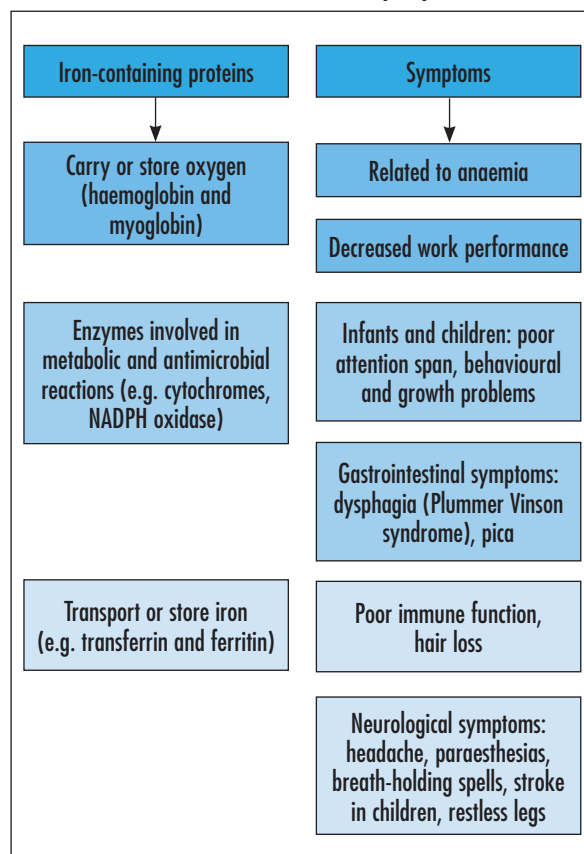 Iron-containing proteins
Carry or store oxygen
(haemoglobin and
myoglobin)
Enzymes involved in
metabolic and antimicrobial
reactions (e.g. cytochromes,
NADPH oxidase)
Transport or store iron
(e.g. transferrin and ferritin)
Symptoms
Related to anaemia
Decreased work performance
Infants and children: poor
attention span, behavioural
and growth problems
Gastrointestinal symptoms:
dysphagia (Plummer Vinson
syndrome), pica
Poor immune function,
hair loss
Neurological symptoms:
headache, paraesthesias,
breath-holding spells, stroke
in children, restless legs